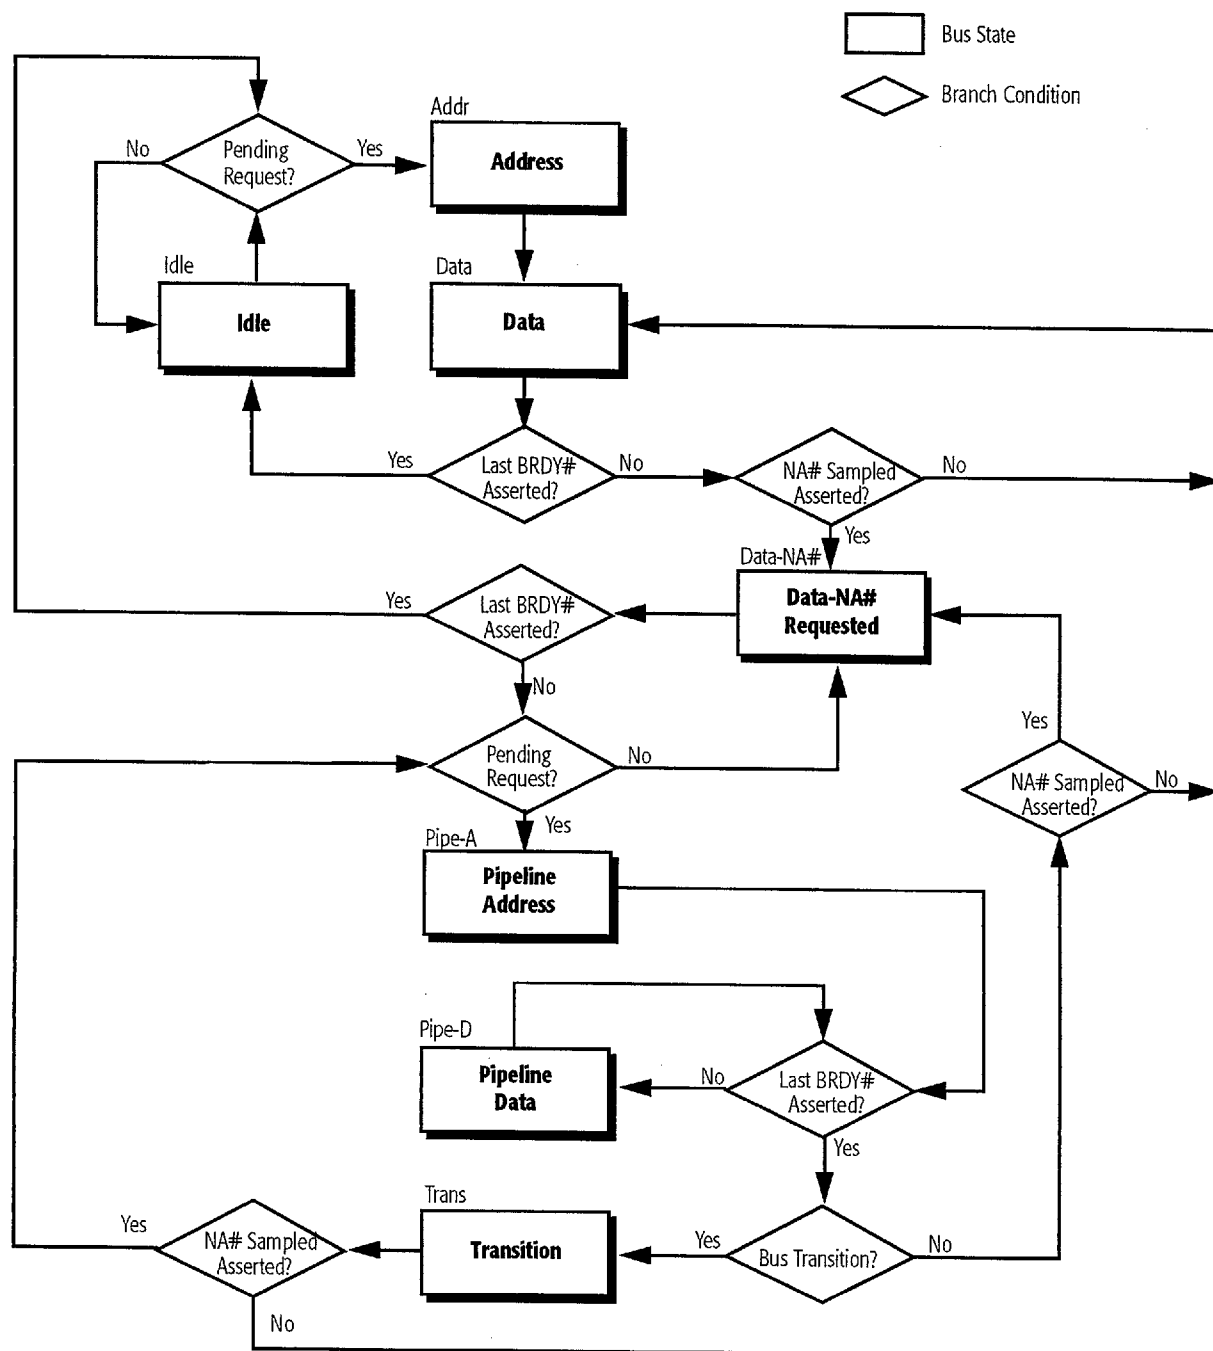 Bus State
Branch Condition
Addr
No
Pending
Request?
Yes
Address
Idle
Data
Idle
Data
Yes
Last BRDY#
Asserted?
No
NA# Sampled
Asserted?
No
Yes
Data-NA#
Yes
Last BRDY#
Asserted?
Data-NA#
Requested
No
Yes
Pending
Request?
No
NA# Sampled
Asserted?
No
Yes
Pipe-A
Pipeline
Address
Pipe-D
Pipeline
Data
No
Last BRDY#
Asserted?
Yes
Trans
Yes
NA# Sampled
Asserted?
Transition
Yes
Bus Transition?
No
No